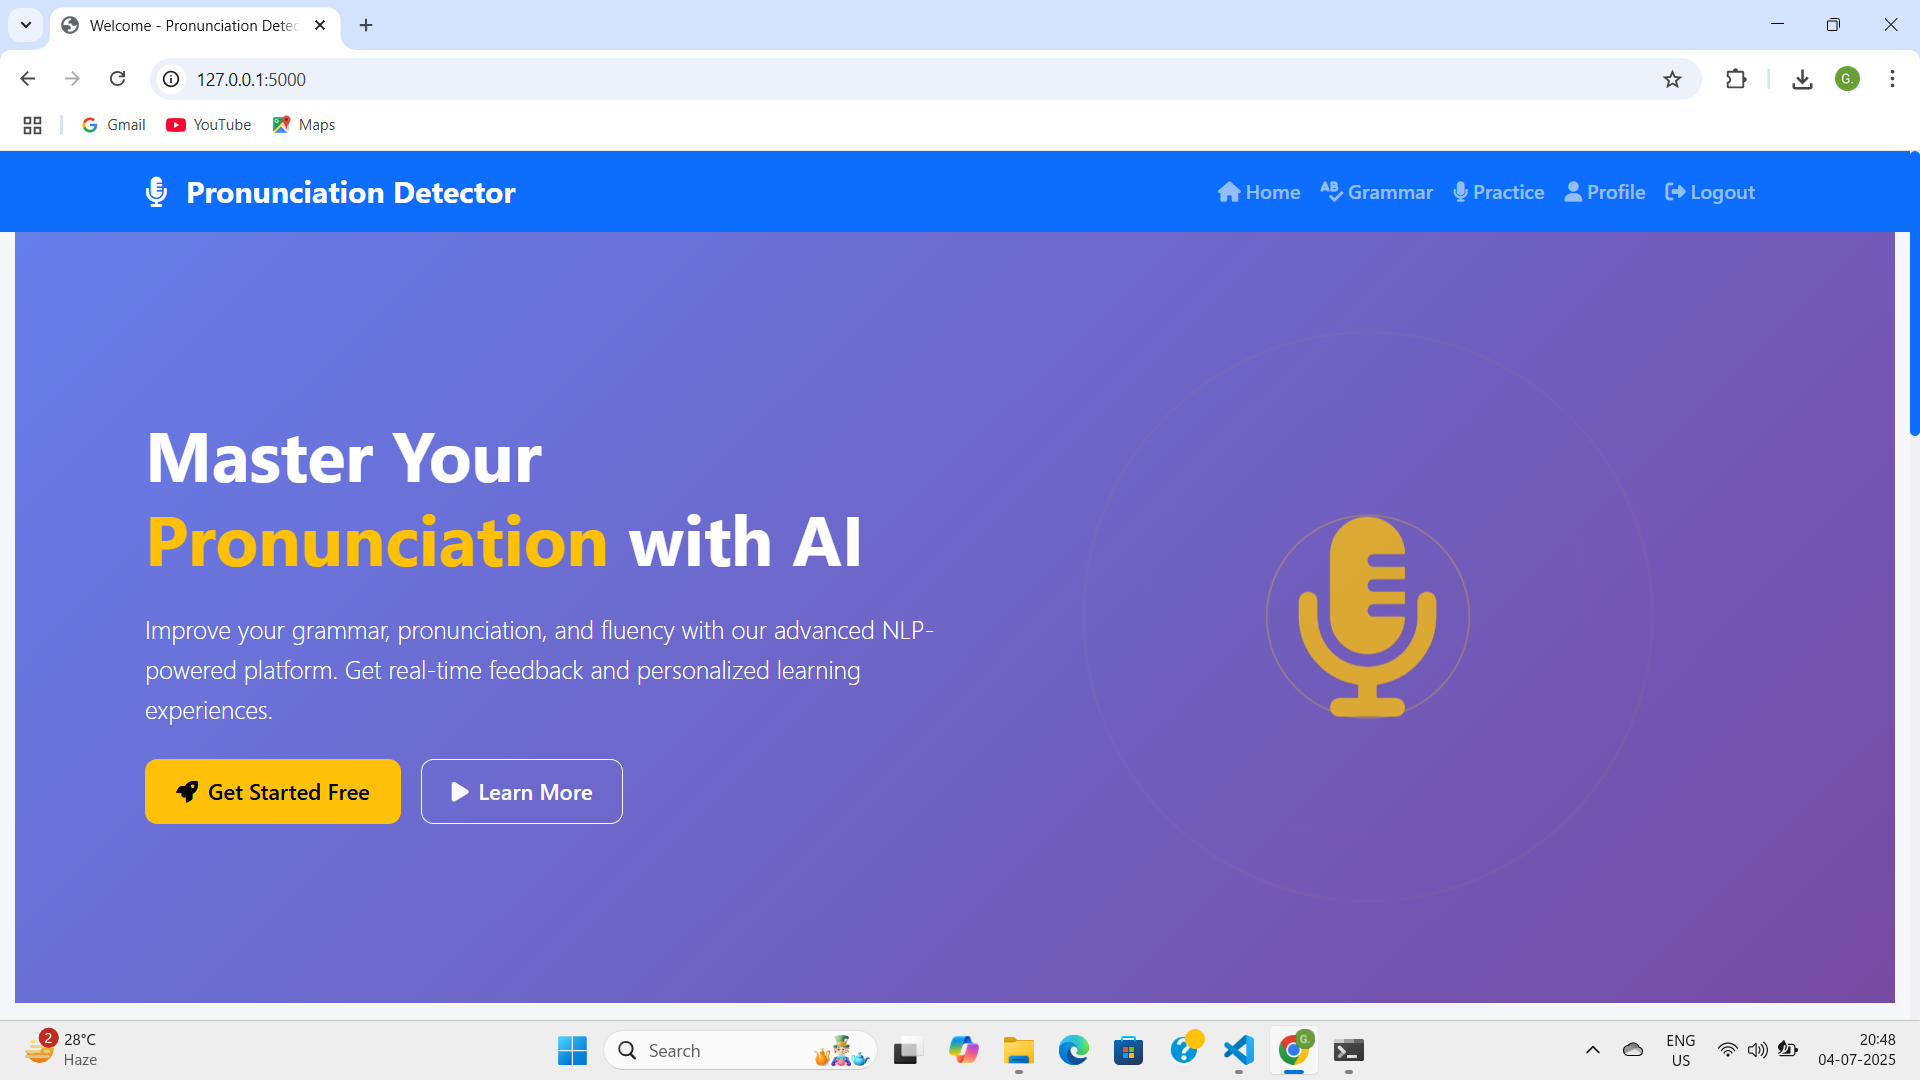 Welcome - Pronunciation Detec
127.0.0.1:5000
Gmail YouTube Maps
Pronunciation Detector
Home Grammar Practice Profile Logout
Master Your
Pronunciation with AI
Improve your grammar, pronunciation, and fluency with our advanced NLP-
powered platform. Get real-time feedback and personalized learning
experiences.
Get Started Free Learn More
2
28°C
Haze
Search
G.
ENG
US
20:48
04-07-2025